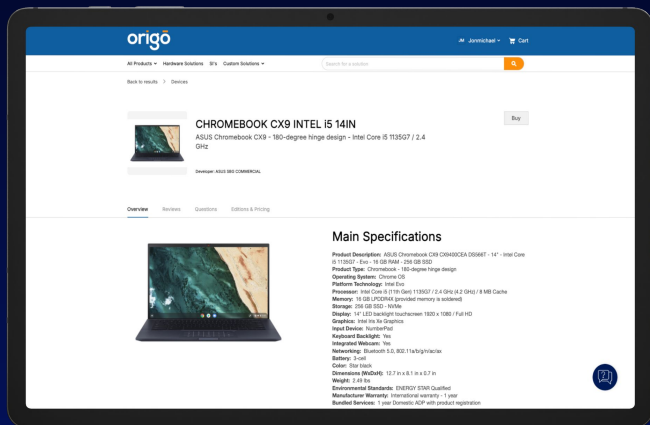 origō
JM Jonmichael Cart
All Products Hardware Solutions SI's Custom Solutions
Search for a solution
Back to results > Devices
CHROMEBOOK CX9 INTEL i5 14IN
Buy
ASUS Chromebook CX9 - 180-degree hinge design - Intel Core i5 1135G7 / 2.4
GHz
Developer: ASUS SBD COMMERCIAL
Overview Reviews Questions Editions & Pricing
Main Specifications
Product Description: ASUS Chromebook CX9 CX9400CEA DS566T - 14" - Intel Core
i5 1135G7 - Evo - 16 GB RAM - 256 GB SSD
Product Type: Chromebook - 180-degree hinge design
Operating System: Chrome OS
Platform Technology: Intel Evo
Processor: Intel Core i5 (11th Gen) 1135G7 / 2.4 GHz (4.2 GHz) / 8 MB Cache
Memory: 16 GB LPDDR4X (provided memory is soldered)
Storage: 256 GB SSD - NVMe
Display: 14" LED backlight touchscreen 1920 x 1080 / Full HD
Graphics: Intel Iris Xe Graphics
Input Device: NumberPad
Keyboard Backlight: Yes
Integrated Webcam: Yes
Networking: Bluetooth 5.0, 802.11a/b/g/n/ac/ax
Battery: 3-cell
Color: Star black
Dimensions (WxDxH): 12.7 in x 8.1 in x 0.7 in
Weight: 2.49 lbs
Environmental Standards: ENERGY STAR Qualified
Manufacturer Warranty: International warranty - 1 year
Bundled Services: 1 year Domestic ADP with product registration